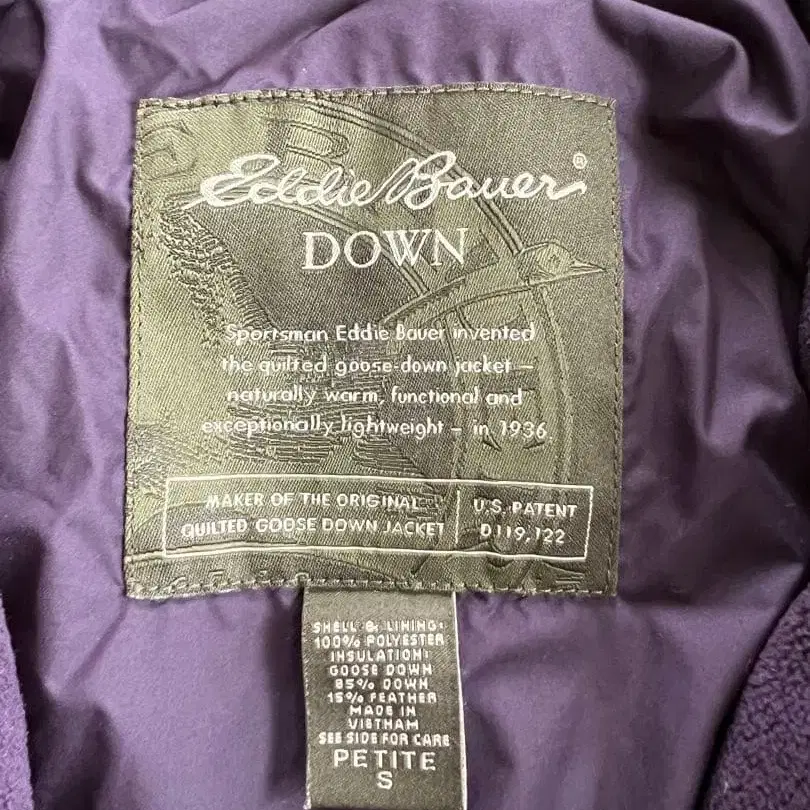 Eddie Bauer®
DOWN
Sportsman Eddie Bauer invented
the quilted goose-down jacket –
naturally warm, functional and
exceptionally lightweight – in 1936.
MAKER OF THE ORIGINAL
QUILTED GOOSE DOWN JACKET
U.S. PATENT
D119,122
SHELL & LINING:
100% POLYESTER
INSULATION:
GOOSE DOWN
85% DOWN
15% FEATHER
MADE IN
VIETNAM
SEE SIDE FOR CARE
PETITE
S